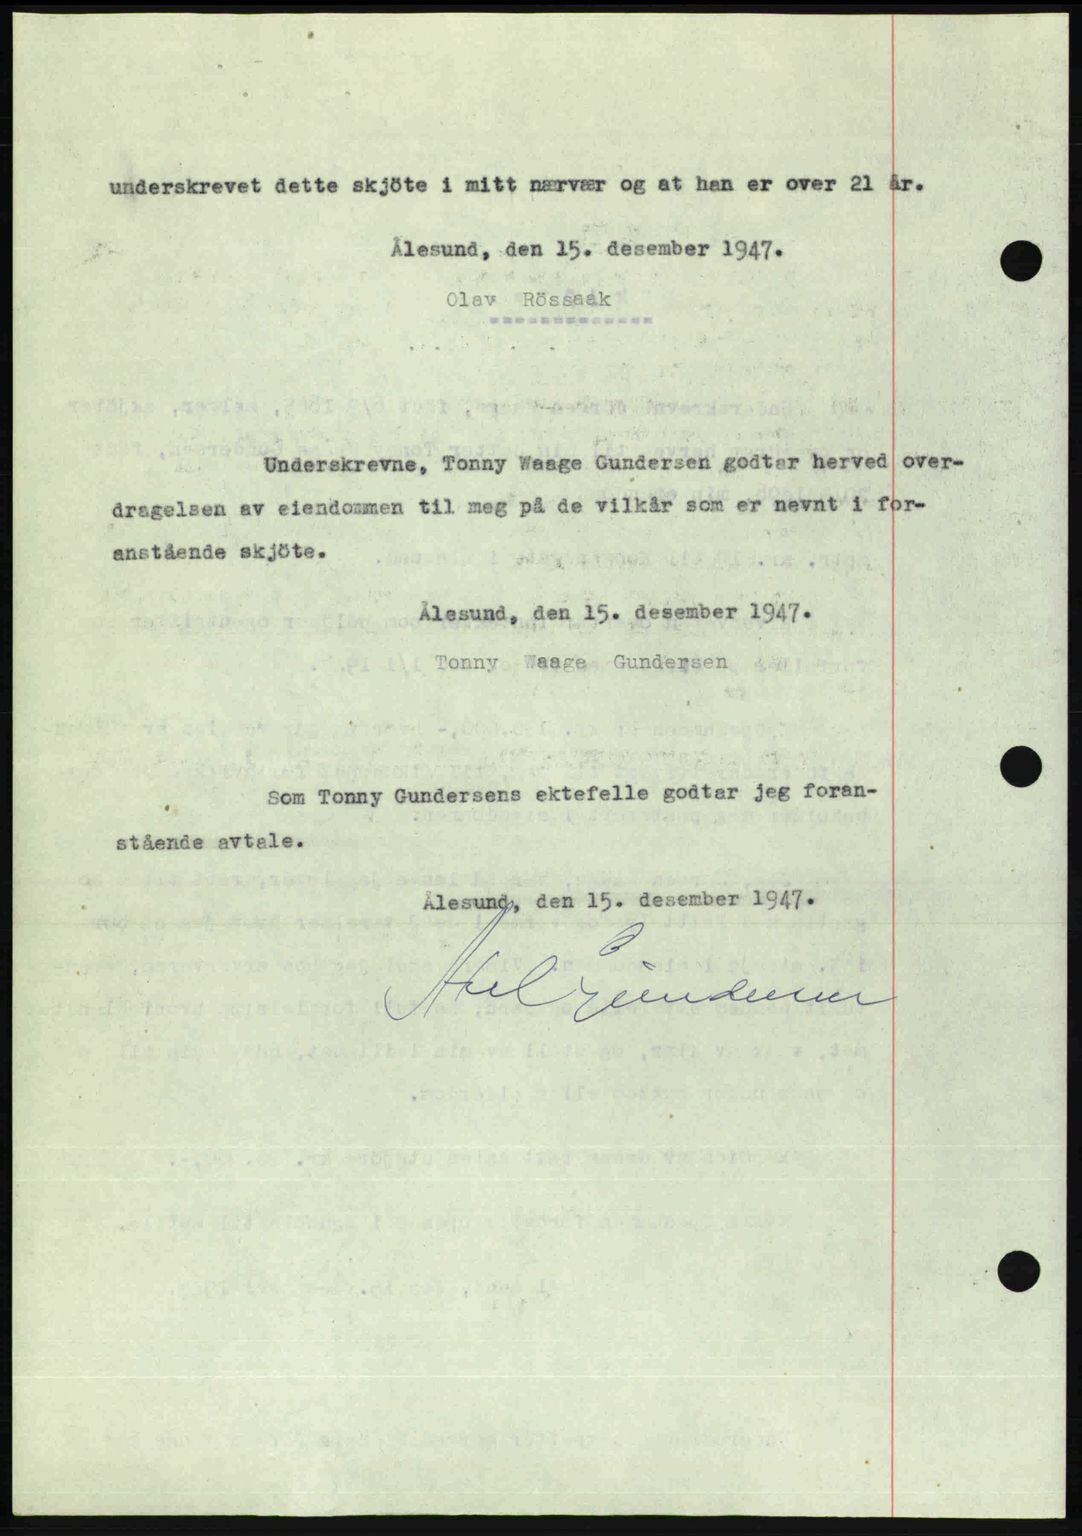 underskrevet dette skjöte i mitt nærvær og at han er over 21 år.
Ålesund, den 15. desember 1947.
Olav Rössaak
Underskrevne, Tonny Waage Gundersen godtar herved over-
dragelsen av eiendommen til meg på de vilkår som er nevnt i for-
anstående skjöte.
Ålesund, den 15. desember 1947.
Tonny Waage Gundersen
Som Tonny Gundersens ektefelle godtar jeg foran-
stående avtale.
Ålesund, den 15. desember 1947.
Axel Gundersen